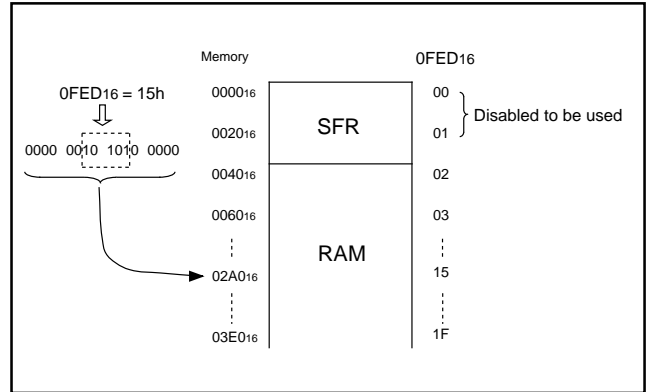 Memory 0FED16
0FED16 = 15h
000016 SFR 00
Disabled to be used
002016 01
0000 0010 1010 0000
004016 02
006016 03
RAM
02A016 15
03E016 1F